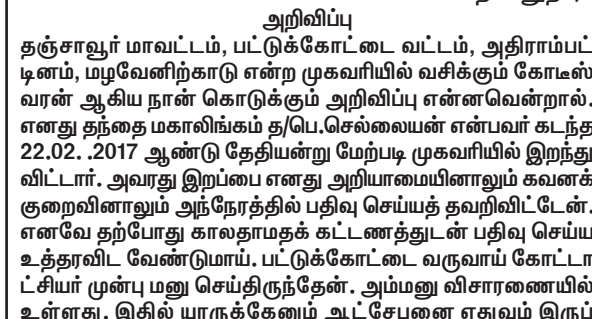 அறிவிப்பு
தஞ்சாவூர் மாவட்டம், பட்டுக்கோட்டை வட்டம், அதிராம்பட்
டினம், மழவேனிற்காடு என்ற முகவரியில் வசிக்கும் கோடீஸ்
வரன் ஆகிய நான் கொடுக்கும் அறிவிப்பு என்னவென்றால்.
எனது தந்தை மகாலிங்கம் த/பெ.செல்லையன் என்பவர் கடந்த
22.02. .2017 ஆண்டு தேதியன்று மேற்படி முகவரியில் இறந்து
விட்டார். அவரது இறப்பை எனது அறியாமையினாலும் கவனக்
குறைவினாலும் அந்நேரத்தில் பதிவு செய்யத் தவறிவிட்டேன்.
எனவே தற்போது காலதாமதக் கட்டணத்துடன் பதிவு செய்ய
உத்தரவிட வேண்டுமாய். பட்டுக்கோட்டை வருவாய் கோட்டா
ட்சியர் முன்பு மனு செய்திருந்தேன். அம்மனு விசாரணையில்
உள்ளது. இதில் யாருக்கேனும் ஆட்சேபனை எதுவும் இருப்